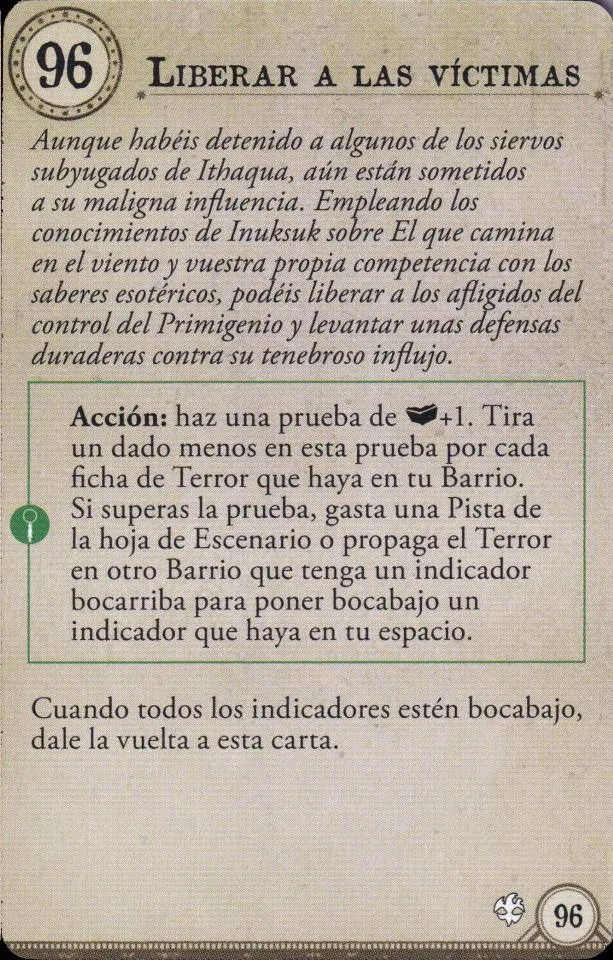 96
LIBERAR A LAS VÍCTIMAS
Aunque habéis detenido a algunos de los siervos
subyugados de Ithaqua, aún están sometidos
a su maligna influencia. Empleando los
conocimientos de Inuksuk sobre El que camina
en el viento y vuestra propia competencia con los
saberes esotéricos, podéis liberar a los afligidos del
control del Primigenio y levantar unas defensas
duraderas contra su tenebroso influjo.
Acción: haz una prueba de +1. Tira
un dado menos en esta prueba por cada
ficha de Terror que haya en tu Barrio.
Si superas la prueba, gasta una Pista de
la hoja de Escenario o propaga el Terror
en otro Barrio que tenga un indicador
bocarriba para poner bocabajo un
indicador que haya en tu espacio.
Cuando todos los indicadores estén bocabajo,
dale la vuelta a esta carta.
96